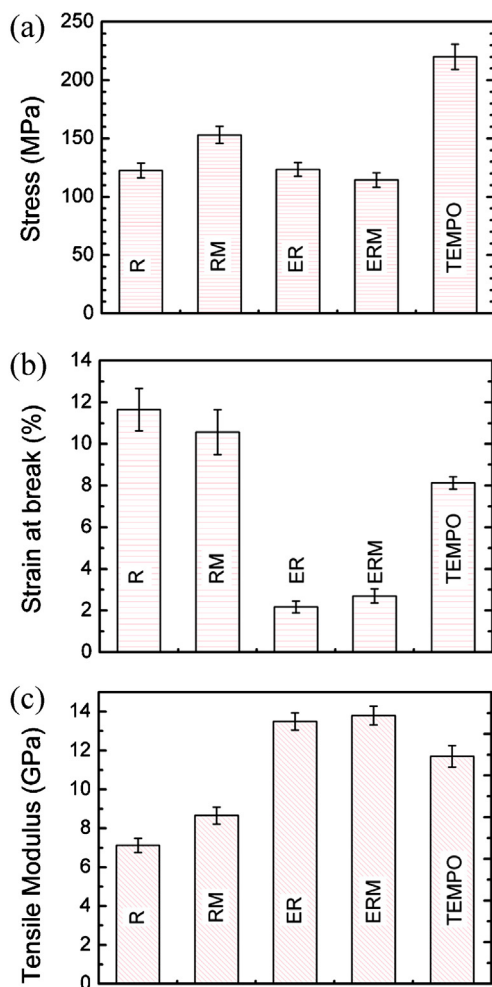 (a)
Stress (MPa)
250
200
150
100
50
0
R
RM
ER
ERM
TEMPO
(b)
Strain at break (%)
14
12
10
8
6
4
2
0
R
RM
ER
ERM
TEMPO
(c)
Tensile Modulus (GPa)
14
12
10
8
6
4
2
0
R
RM
ER
ERM
TEMPO